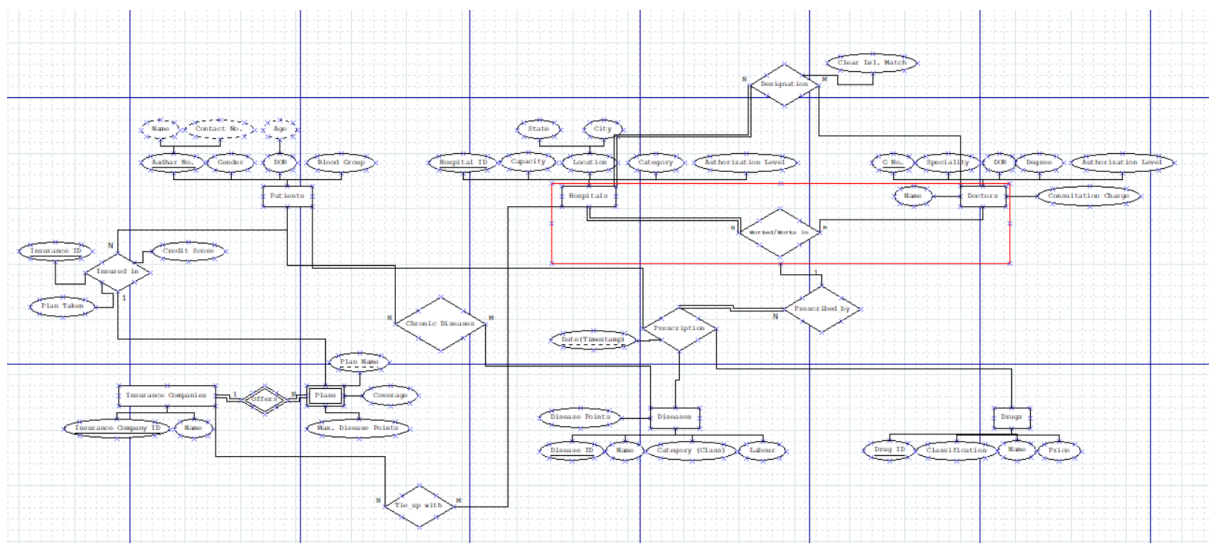 Clear Lvl. Match
N
Designation
M
Name
Contact No.
Age
State
City
Aadhar No.
Gender
DOB
Blood Group
Hospital ID
Capacity
Location
Category
Authorization Level
Speciality
DOB
Degree
Authorization Level
Patients
Hospitals
Name
Doctors
Consultation Charge
N
Worked/Works in
M
N
Insurance ID
Credit Score
Insured in
1
Plan Taken
1
Prescribed by
N
N
Chronic Diseases
M
Prescription
Date(Timestamp)
Plan Name
Insurance Companies
1
Offers
N
Plans
Coverage
Insurance Company ID
Name
Max. Disease Points
Disease Points
Diseases
Drugs
Disease ID
Name
Category (Class)
Labour
Drug ID
Classification
Name
Price
N
Tie_up with
M